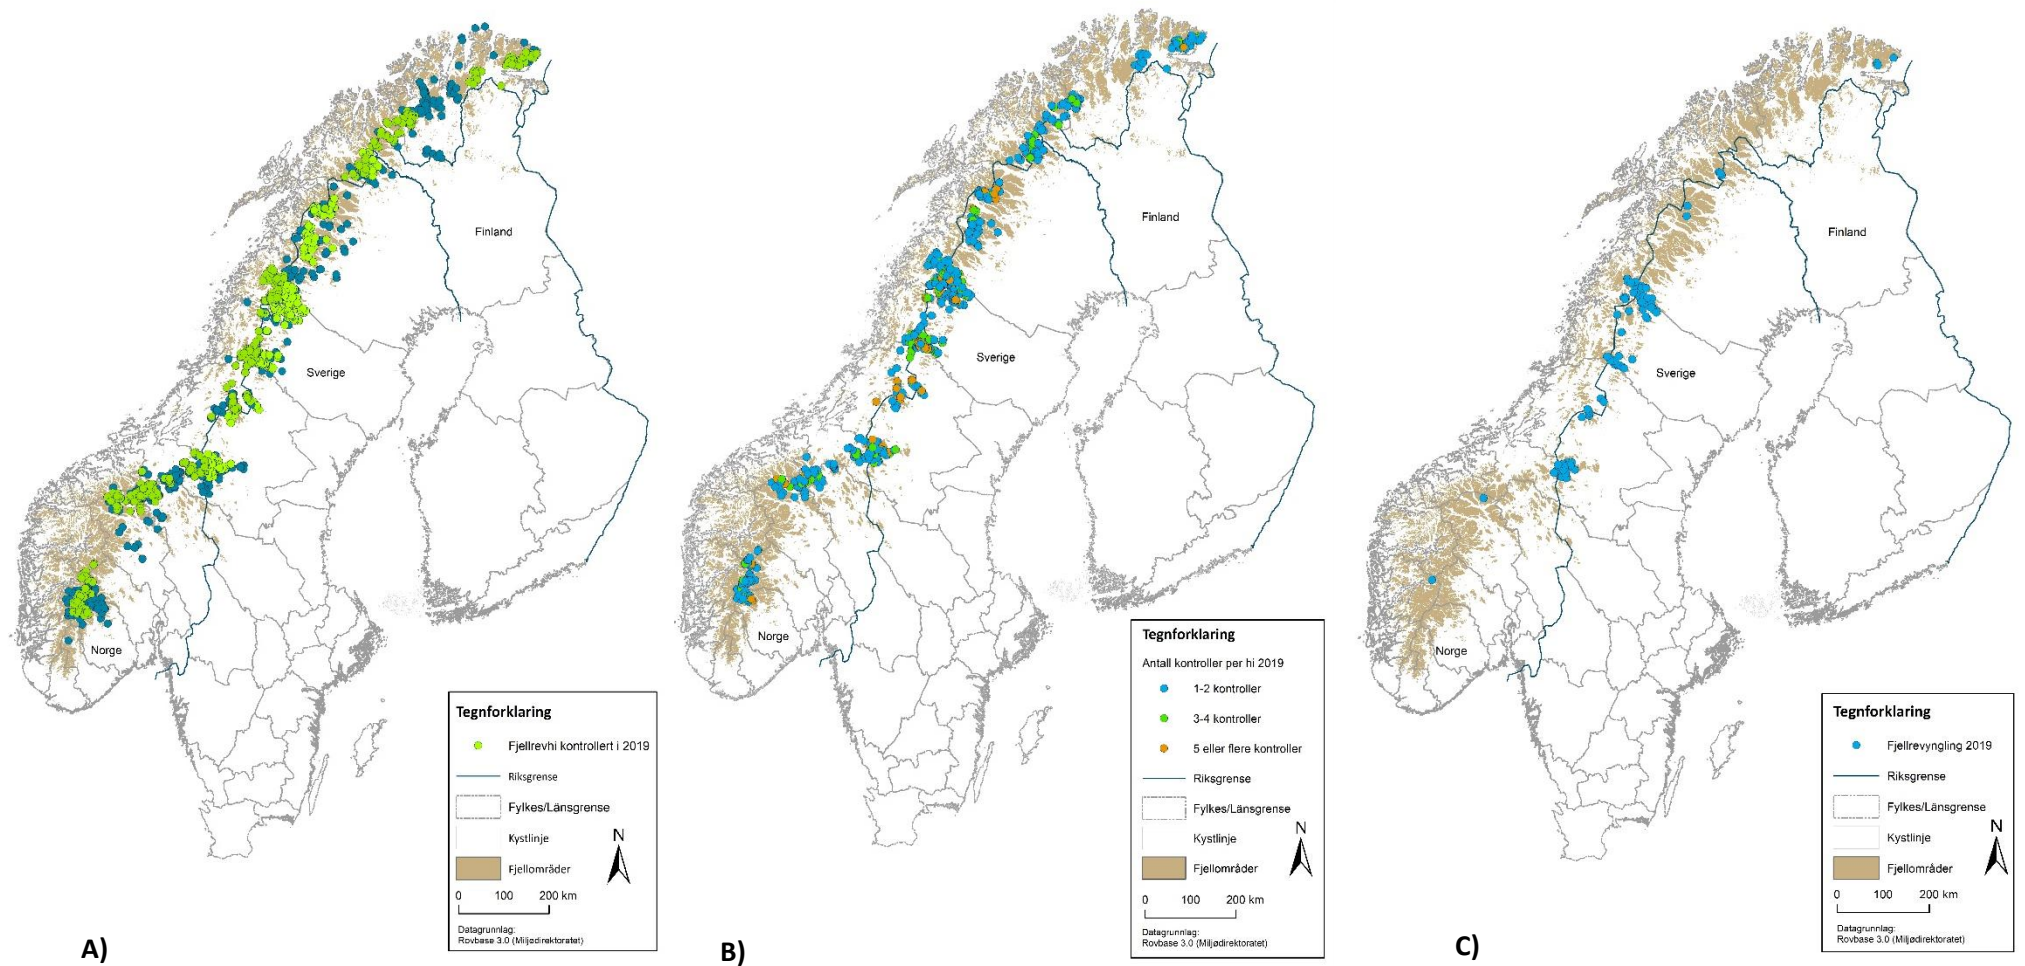 Finland
Sverige
Norge
Tegnforklaring
Fjellrevhi kontrollert i 2019
Riksgrense
Fylkes/Länsgrense
Kystlinje
Fjellområder
N
0 100 200 km
Datagrunnlag:
Rovbase 3.0 (Miljødirektoratet)
A)
Finland
Sverige
Norge
Tegnforklaring
Antall kontroller per hi 2019
1-2 kontroller
3-4 kontroller
5 eller flere kontroller
Riksgrense
Fylkes/Länsgrense
Kystlinje
Fjellområder
N
0 100 200 km
Datagrunnlag:
Rovbase 3.0 (Miljødirektoratet)
B)
Finland
Sverige
Norge
Tegnforklaring
Fjellrevyngling 2019
Riksgrense
Fylkes/Länsgrense
Kystlinje
Fjellområder
N
0 100 200 km
Datagrunnlag:
Rovbase 3.0 (Miljødirektoratet)
C)